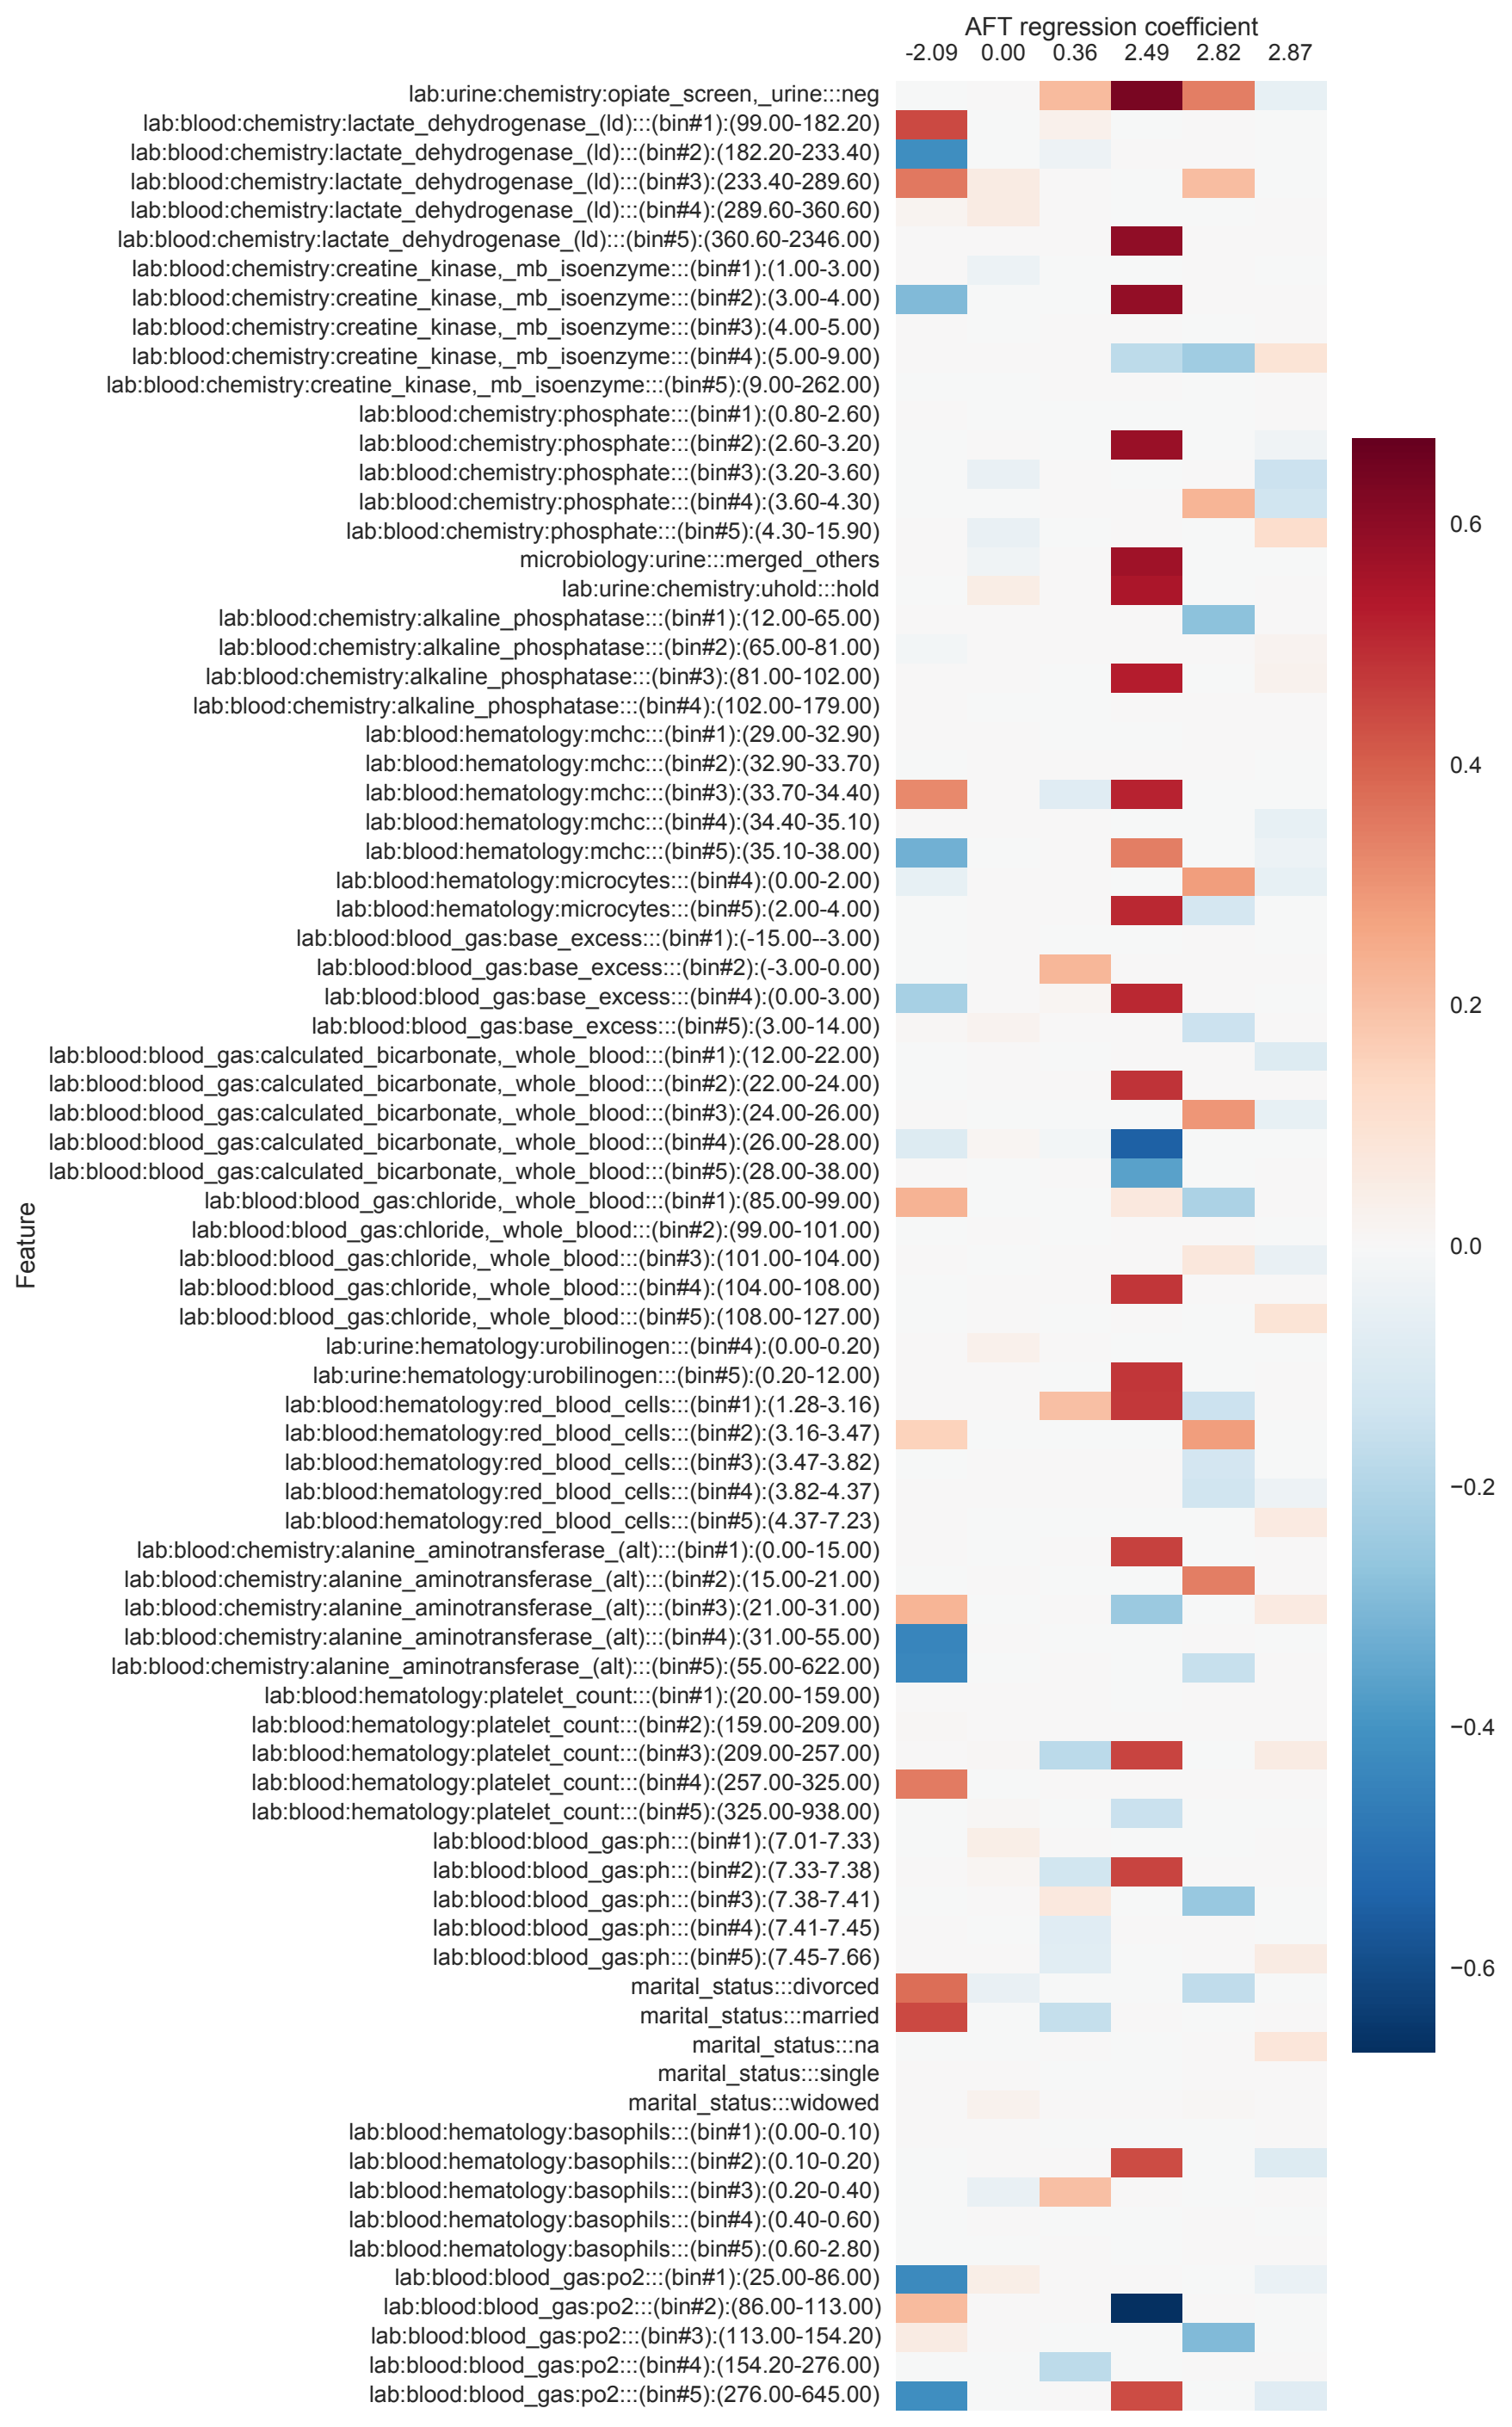 AFT regression coefficient
-2.09 0.00 0.36 2.49 2.82 2.87
lab:urine:chemistry:opiate_screen,_urine:::neg
lab:blood:chemistry:lactate_dehydrogenase_(ld):::(bin#1):(99.00-182.20)
lab:blood:chemistry:lactate_dehydrogenase_(ld):::(bin#2):(182.20-233.40)
lab:blood:chemistry:lactate_dehydrogenase_(ld):::(bin#3):(233.40-289.60)
lab:blood:chemistry:lactate_dehydrogenase_(ld):::(bin#4):(289.60-360.60)
lab:blood:chemistry:lactate_dehydrogenase_(ld):::(bin#5):(360.60-2346.00)
lab:blood:chemistry:creatine_kinase,_mb_isoenzyme:::(bin#1):(1.00-3.00)
lab:blood:chemistry:creatine_kinase,_mb_isoenzyme:::(bin#2):(3.00-4.00)
lab:blood:chemistry:creatine_kinase,_mb_isoenzyme:::(bin#3):(4.00-5.00)
lab:blood:chemistry:creatine_kinase,_mb_isoenzyme:::(bin#4):(5.00-9.00)
lab:blood:chemistry:creatine_kinase,_mb_isoenzyme:::(bin#5):(9.00-262.00)
lab:blood:chemistry:phosphate:::(bin#1):(0.80-2.60)
lab:blood:chemistry:phosphate:::(bin#2):(2.60-3.20)
lab:blood:chemistry:phosphate:::(bin#3):(3.20-3.60)
lab:blood:chemistry:phosphate:::(bin#4):(3.60-4.30)
lab:blood:chemistry:phosphate:::(bin#5):(4.30-15.90)
microbiology:urine:::merged_others
lab:urine:chemistry:uhold:::hold
lab:blood:chemistry:alkaline_phosphatase:::(bin#1):(12.00-65.00)
lab:blood:chemistry:alkaline_phosphatase:::(bin#2):(65.00-81.00)
lab:blood:chemistry:alkaline_phosphatase:::(bin#3):(81.00-102.00)
lab:blood:chemistry:alkaline_phosphatase:::(bin#4):(102.00-179.00)
lab:blood:hematology:mchc:::(bin#1):(29.00-32.90)
lab:blood:hematology:mchc:::(bin#2):(32.90-33.70)
lab:blood:hematology:mchc:::(bin#3):(33.70-34.40)
lab:blood:hematology:mchc:::(bin#4):(34.40-35.10)
lab:blood:hematology:mchc:::(bin#5):(35.10-38.00)
lab:blood:hematology:microcytes:::(bin#4):(0.00-2.00)
lab:blood:hematology:microcytes:::(bin#5):(2.00-4.00)
lab:blood:blood_gas:base_excess:::(bin#1):(-15.00--3.00)
lab:blood:blood_gas:base_excess:::(bin#2):(-3.00-0.00)
lab:blood:blood_gas:base_excess:::(bin#4):(0.00-3.00)
lab:blood:blood_gas:base_excess:::(bin#5):(3.00-14.00)
lab:blood:blood_gas:calculated_bicarbonate,_whole_blood:::(bin#1):(12.00-22.00)
lab:blood:blood_gas:calculated_bicarbonate,_whole_blood:::(bin#2):(22.00-24.00)
lab:blood:blood_gas:calculated_bicarbonate,_whole_blood:::(bin#3):(24.00-26.00)
lab:blood:blood_gas:calculated_bicarbonate,_whole_blood:::(bin#4):(26.00-28.00)
lab:blood:blood_gas:calculated_bicarbonate,_whole_blood:::(bin#5):(28.00-38.00)
lab:blood:blood_gas:chloride,_whole_blood:::(bin#1):(85.00-99.00)
lab:blood:blood_gas:chloride,_whole_blood:::(bin#2):(99.00-101.00)
lab:blood:blood_gas:chloride,_whole_blood:::(bin#3):(101.00-104.00)
lab:blood:blood_gas:chloride,_whole_blood:::(bin#4):(104.00-108.00)
lab:blood:blood_gas:chloride,_whole_blood:::(bin#5):(108.00-127.00)
lab:urine:hematology:urobilinogen:::(bin#4):(0.00-0.20)
lab:urine:hematology:urobilinogen:::(bin#5):(0.20-12.00)
lab:blood:hematology:red_blood_cells:::(bin#1):(1.28-3.16)
lab:blood:hematology:red_blood_cells:::(bin#2):(3.16-3.47)
lab:blood:hematology:red_blood_cells:::(bin#3):(3.47-3.82)
lab:blood:hematology:red_blood_cells:::(bin#4):(3.82-4.37)
lab:blood:hematology:red_blood_cells:::(bin#5):(4.37-7.23)
lab:blood:chemistry:alanine_aminotransferase_(alt):::(bin#1):(0.00-15.00)
lab:blood:chemistry:alanine_aminotransferase_(alt):::(bin#2):(15.00-21.00)
lab:blood:chemistry:alanine_aminotransferase_(alt):::(bin#3):(21.00-31.00)
lab:blood:chemistry:alanine_aminotransferase_(alt):::(bin#4):(31.00-55.00)
lab:blood:chemistry:alanine_aminotransferase_(alt):::(bin#5):(55.00-622.00)
lab:blood:hematology:platelet_count:::(bin#1):(20.00-159.00)
lab:blood:hematology:platelet_count:::(bin#2):(159.00-209.00)
lab:blood:hematology:platelet_count:::(bin#3):(209.00-257.00)
lab:blood:hematology:platelet_count:::(bin#4):(257.00-325.00)
lab:blood:hematology:platelet_count:::(bin#5):(325.00-938.00)
lab:blood:blood_gas:ph:::(bin#1):(7.01-7.33)
lab:blood:blood_gas:ph:::(bin#2):(7.33-7.38)
lab:blood:blood_gas:ph:::(bin#3):(7.38-7.41)
lab:blood:blood_gas:ph:::(bin#4):(7.41-7.45)
lab:blood:blood_gas:ph:::(bin#5):(7.45-7.66)
marital_status:::divorced
marital_status:::married
marital_status:::na
marital_status:::single
marital_status:::widowed
lab:blood:hematology:basophils:::(bin#1):(0.00-0.10)
lab:blood:hematology:basophils:::(bin#2):(0.10-0.20)
lab:blood:hematology:basophils:::(bin#3):(0.20-0.40)
lab:blood:hematology:basophils:::(bin#4):(0.40-0.60)
lab:blood:hematology:basophils:::(bin#5):(0.60-2.80)
lab:blood:blood_gas:po2:::(bin#1):(25.00-86.00)
lab:blood:blood_gas:po2:::(bin#2):(86.00-113.00)
lab:blood:blood_gas:po2:::(bin#3):(113.00-154.20)
lab:blood:blood_gas:po2:::(bin#4):(154.20-276.00)
lab:blood:blood_gas:po2:::(bin#5):(276.00-645.00)
Feature
0.6
0.4
0.2
0.0
−0.2
−0.4
−0.6